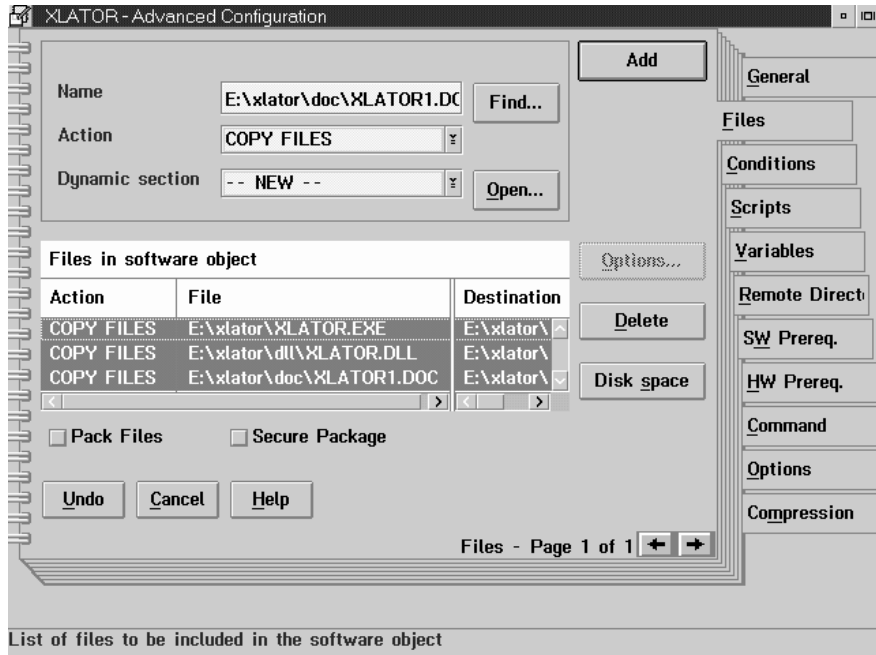 XLATOR - Advanced Configuration
Name
E:\xlator\doc\XLATOR1.DO
Find...
Add
Action
COPY FILES
Dynamic section
-- NEW --
Open...
Files in software object
Options...
Action File Destination
COPY FILES E:\xlator\XLATOR.EXE E:\xlator\
COPY FILES E:\xlator\dll\XLATOR.DLL E:\xlator/
COPY FILES E:\xlator\doc\XLATOR1.DOC E:\xlator\
Delete
Disk space
Pack Files
Secure Package
Undo
Cancel
Help
Files - Page 1 of 1
General
Files
Conditions
Scripts
Variables
Remote Direct
SW Prereq.
HW Prereq.
Command
Options
Compression
List of files to be included in the software object